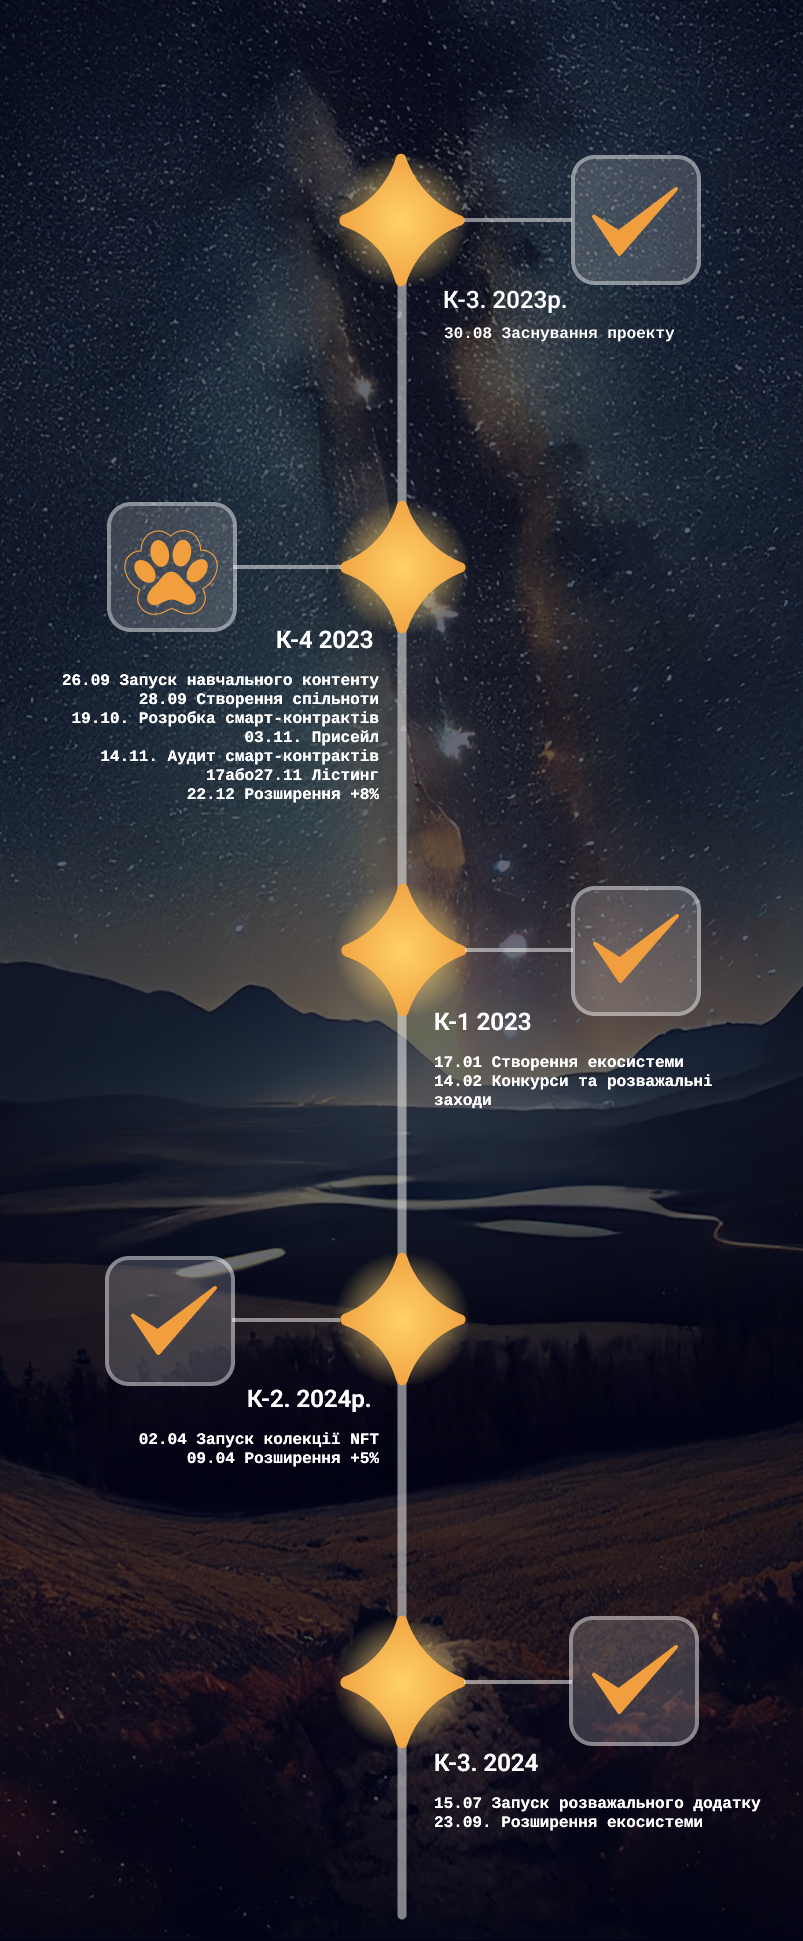 К-3. 2023р.
30.08 Заснування проекту
К-4 2023
26.09 Запуск навчального контенту
28.09 Створення спільноти
19.10. Розробка смарт-контрактів
03.11. Присейл
14.11. Аудит смарт-контрактів
17або27.11 Лістинг
22.12 Розширення +8%
К-1 2023
17.01 Створення екосистеми
14.02 Конкурси та розважальні
заходи
К-2. 2024р.
02.04 Запуск колекції NFT
09.04 Розширення +5%
К-3. 2024
15.07 Запуск розважального додатку
23.09. Розширення екосистеми